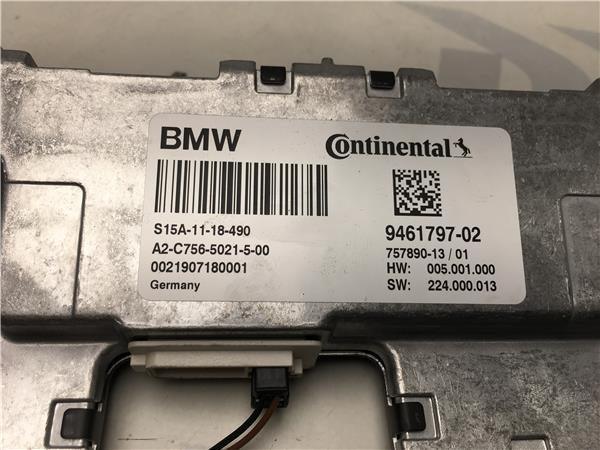 BMW
Continental
S15A-11-18-490
A2-C756-5021-5-00
0021907180001
Germany
9461797-02
757890-13 / 01
HW: 005.001.000
SW: 224.000.013